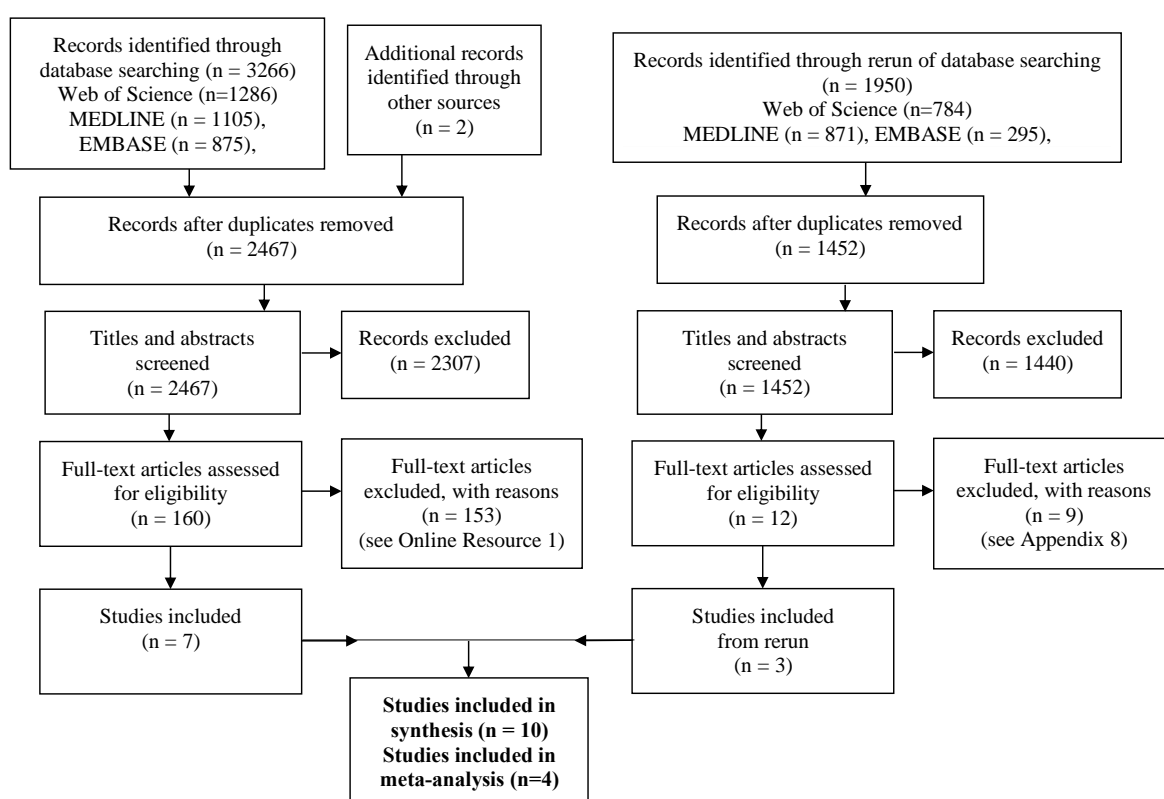 Records identified through
database searching (n = 3266)
Web of Science (n=1286)
MEDLINE (n = 1105),
EMBASE (n = 875),
Additional records
identified through
other sources
(n = 2)
Records identified through rerun of database searching
(n = 1950)
Web of Science (n=784)
MEDLINE (n = 871), EMBASE (n = 295),
Records after duplicates removed
(n = 2467)
Records after duplicates removed
(n = 1452)
Titles and abstracts
screened
(n = 2467)
Records excluded
(n = 2307)
Titles and abstracts
screened
(n = 1452)
Records excluded
(n = 1440)
Full-text articles assessed
for eligibility
(n = 160)
Full-text articles
excluded, with reasons
(n = 153)
(see Online Resource 1)
Full-text articles assessed
for eligibility
(n = 12)
Full-text articles
excluded, with reasons
(n = 9)
(see Appendix 8)
Studies included
(n = 7)
Studies included
from rerun
(n = 3)
Studies included in
synthesis (n = 10)
Studies included in
meta-analysis (n=4)